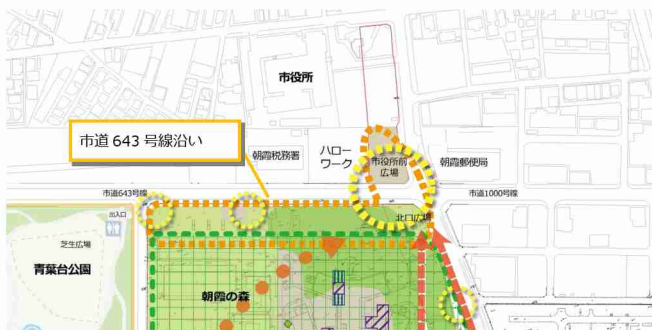 市役所
市道643号線沿い
朝霞税務署
ハロー
ワーク
市役所前
広場
朝霞郵便局
市道643号線
市道1000号線
出入口
北口広場
芝生広場
青葉台公園
朝霞の森